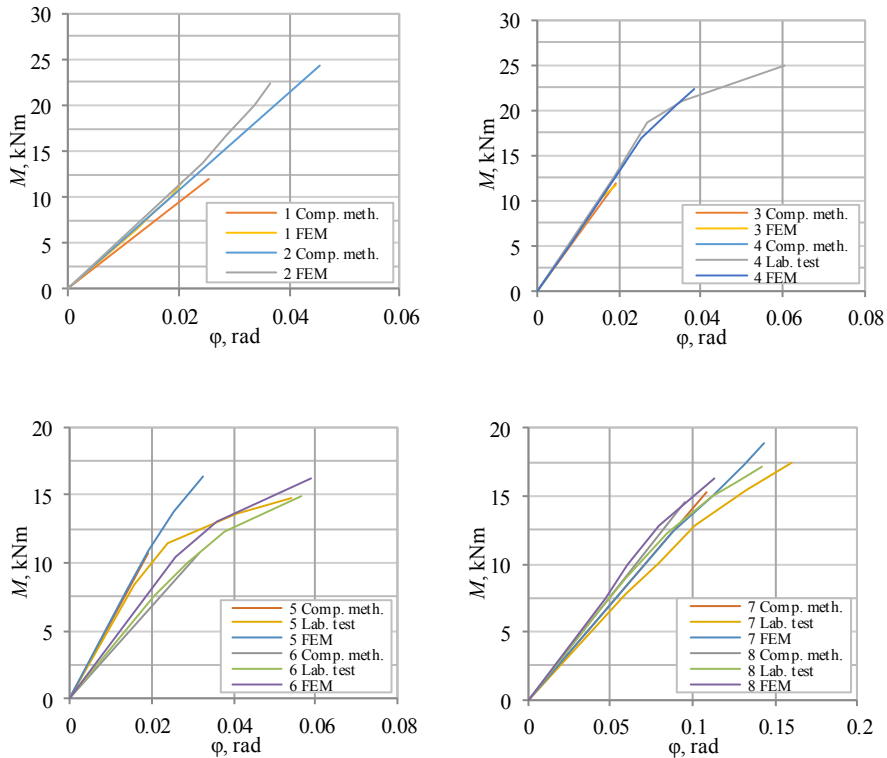 30
25
20
15
10
5
0
M, kNm
1 Comp. meth.
1 FEM
2 Comp. meth.
2 FEM
0 0.02 0.04 0.06
φ, rad
30
25
20
15
10
5
0
M, kNm
3 Comp. meth.
3 FEM
4 Comp. meth.
4 Lab. test
4 FEM
0 0.02 0.04 0.06 0.08
φ, rad
20
15
10
5
0
M, kNm
5 Comp. meth.
5 Lab. test
5 FEM
6 Comp. meth.
6 Lab. test
6 FEM
0 0.02 0.04 0.06 0.08
φ, rad
20
15
10
5
0
M, kNm
7 Comp. meth.
7 Lab. test
7 FEM
8 Comp. meth.
8 Lab. test
8 FEM
0 0.05 0.1 0.15 0.2
φ, rad